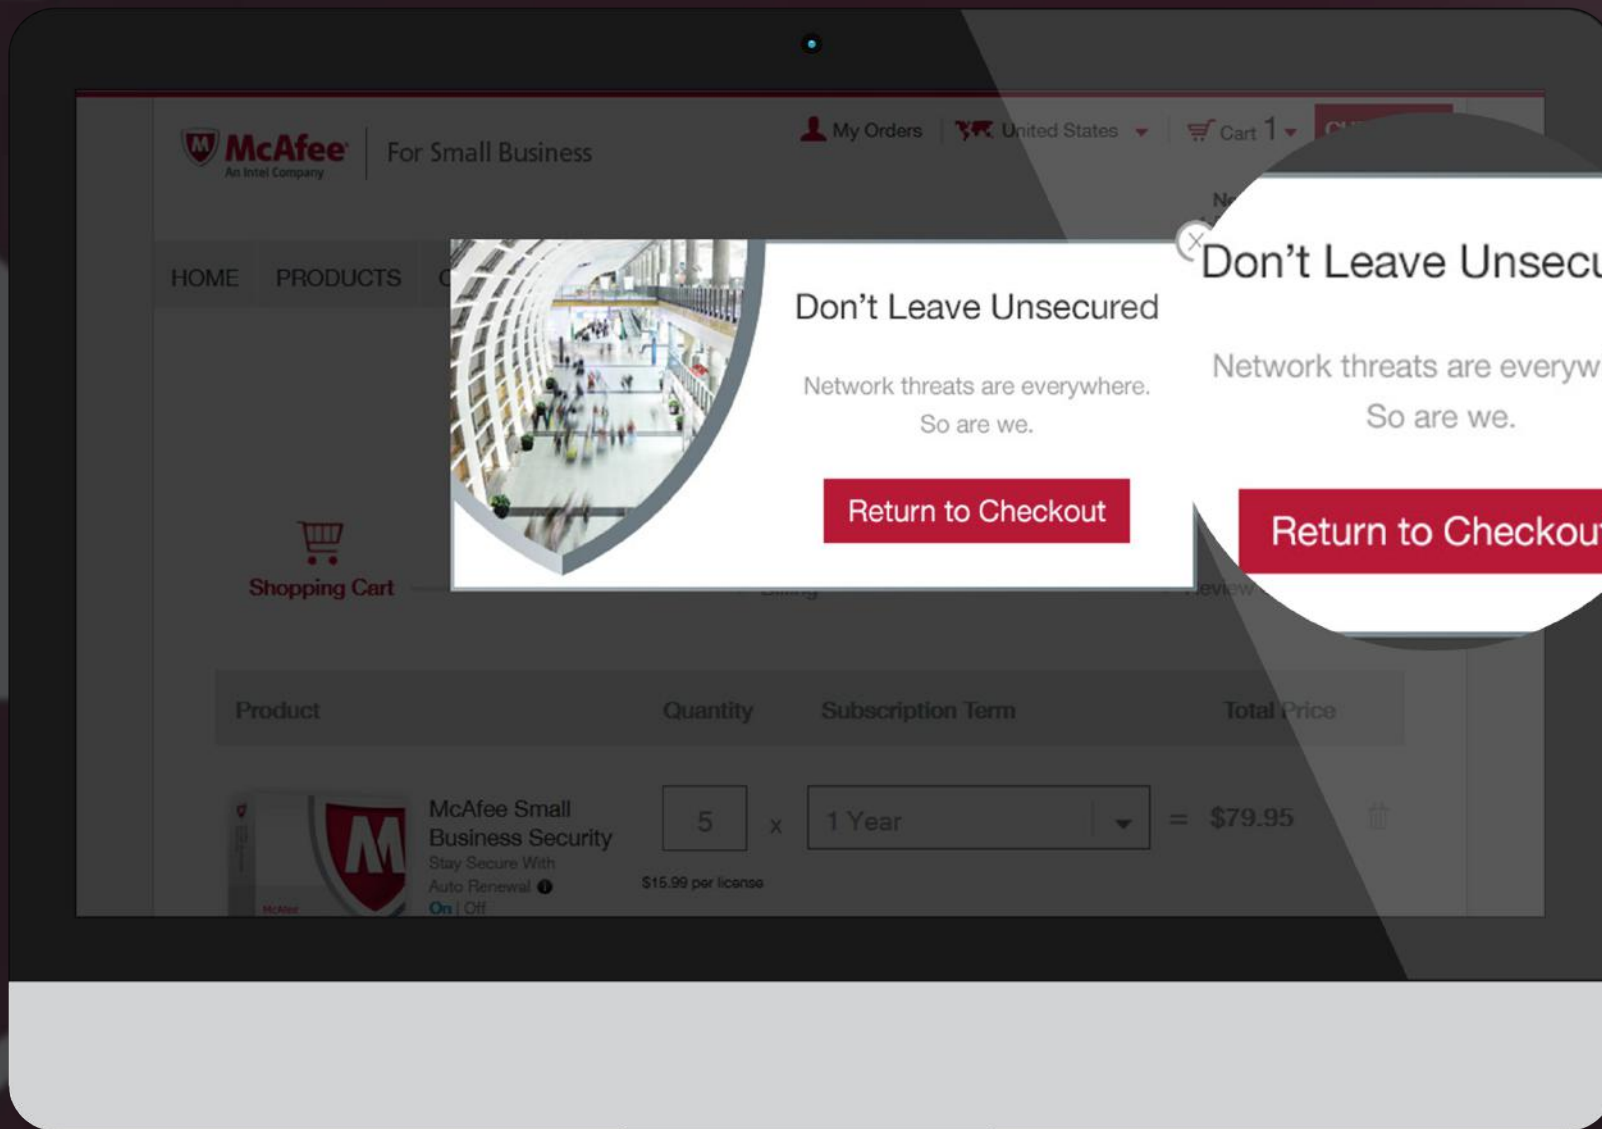 McAfee
An Intel Company
For Small Business
My Orders
United States
Cart 1
HOME
PRODUCTS
Don't Leave Unsecured
Network threats are everywhere.
So are we.
Return to Checkout
Don't Leave Unsecu
Network threats are everyw
So are we.
Return to Checkout
Shopping Cart
Billing
Review
Product
Quantity
Subscription Term
Total Price
McAfee Small
Business Security
Stay Secure With
Auto Renewal
On | Off
5
x
1 Year
=
$79.95
$15.99 per license
McAfee